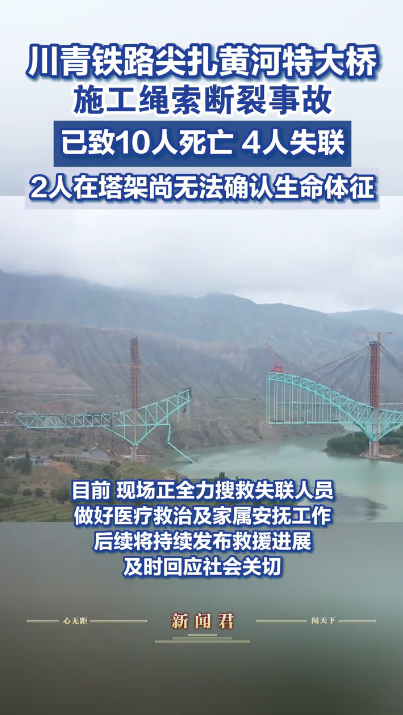 川青铁路尖扎黄河特大桥
施工绳索断裂事故
已致10人死亡 4人失联
2人在塔架尚无法确认生命体征
目前 现场正全力搜救失联人员
做好医疗救治及家属安抚工作
后续将持续发布救援进展
及时回应社会关切
心无距 新闻君 闻天下